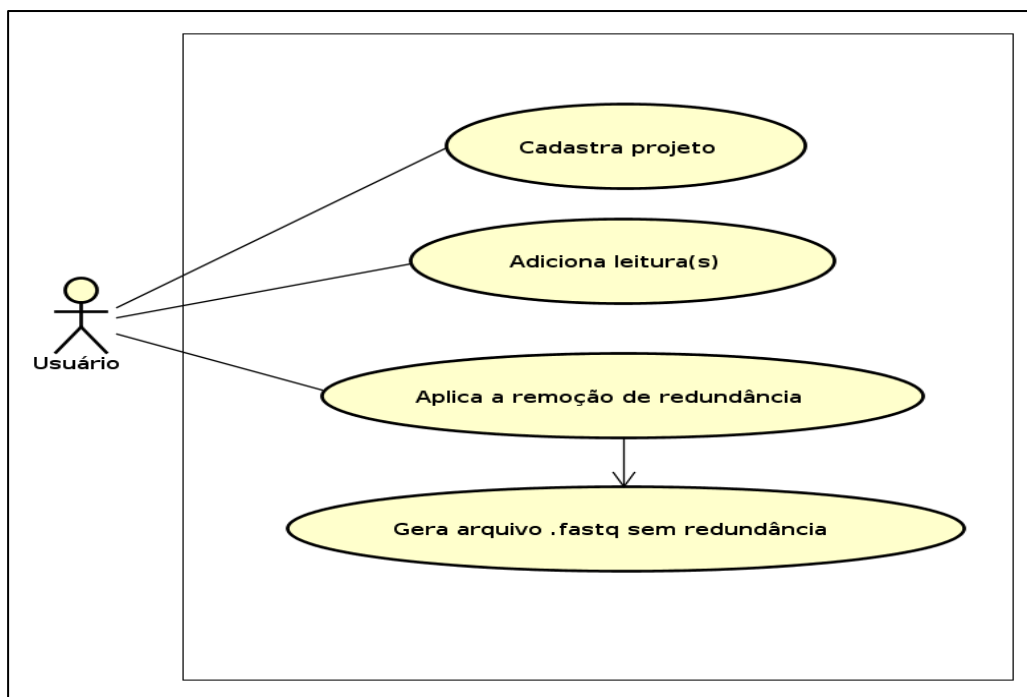 Cadastra projeto
Adiciona leitura(s)
Usuário
Aplica a remoção de redundância
Gera arquivo .fastq sem redundância